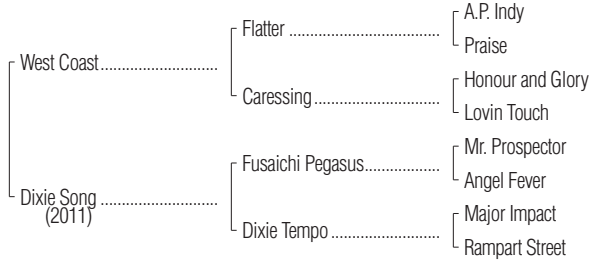 A.P. Indy
Flatter ..............................
Praise
West Coast...........................
Honour and Glory
Caressing.........................
Lovin Touch
Mr. Prospector
Fusaichi Pegasus................
Angel Fever
Dixie Song ..........................
(2011)
Major Impact
Dixie Tempo ......................
Rampart Street